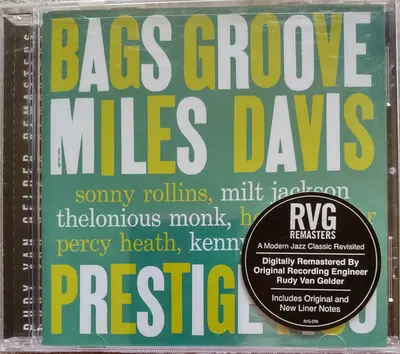 BAGS GROOVE
MILES DAVIS
sonny rollins, milt jackson
thelonious monk,
percy heath, kenny
PRESTIGE
RVG
REMASTERS
A Modern Jazz Classic Revisited
Digitally Remastered By
Original Recording Engineer
Rudy Van Gelder
Includes Original and
New Liner Notes
RUDY VAN GELDER REMASTERS